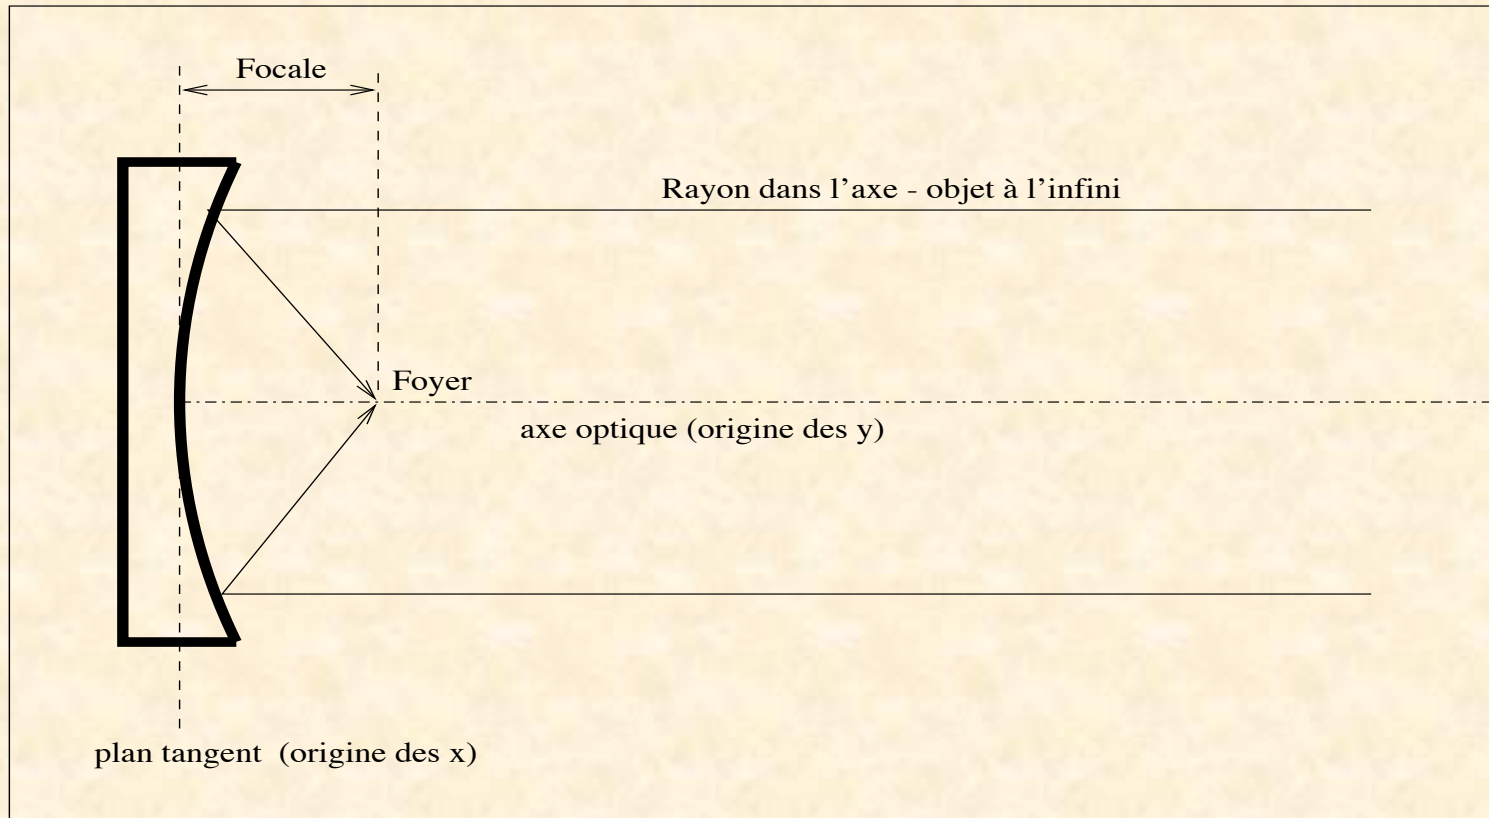 Focale
Rayon dans l'axe - objet à l'infini
Foyer
axe optique (origine des y)
plan tangent (origine des x)